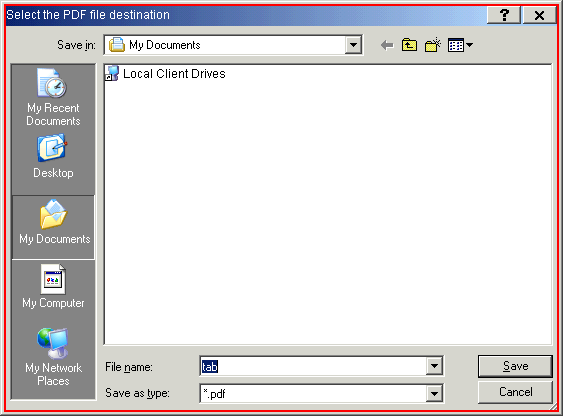 Select the PDF file destination
?
Save in:
My Documents
My Recent
Documents
Desktop
My Documents
My Computer
My Network
Places
Local Client Drives
File name:
tab
Save
Save as type:
*.pdf
Cancel